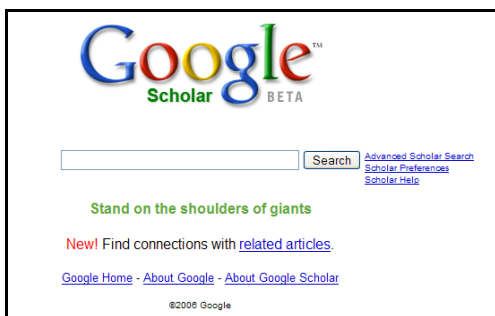 Google™
Scholar BETA
Search
Advanced Scholar Search
Scholar Preferences
Scholar Help
Stand on the shoulders of giants
New! Find connections with related articles.
Google Home - About Google - About Google Scholar
©2006 Google